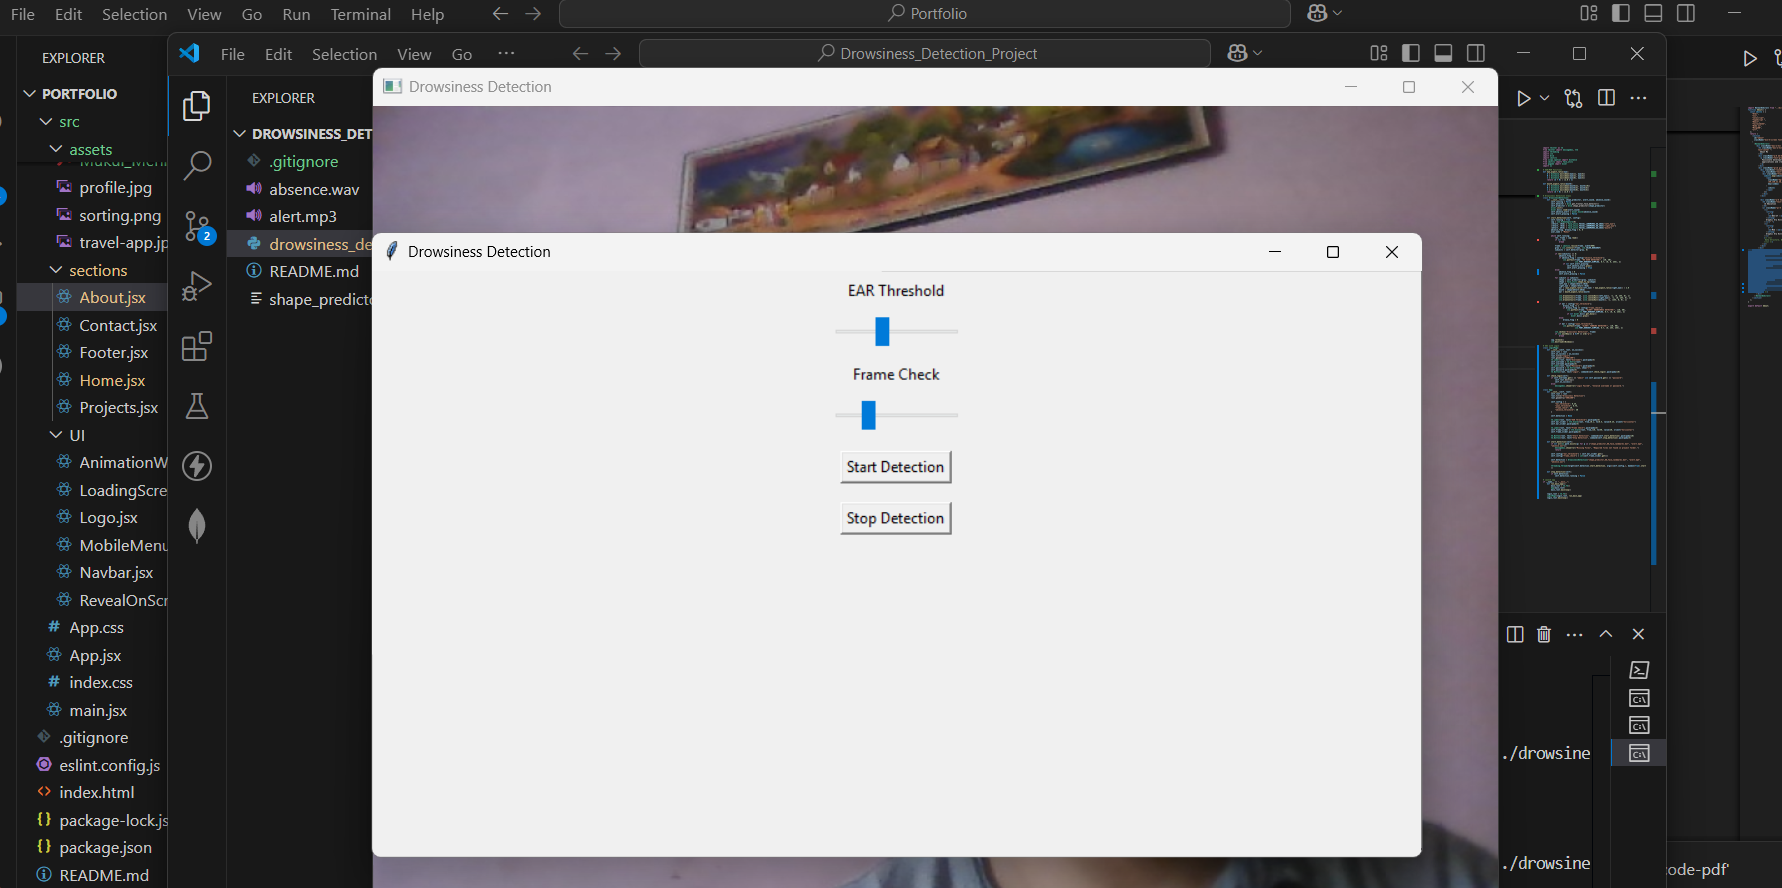 File Edit Selection View Go Run Terminal Help
Portfolio
EXPLORER
PORTFOLIO
src
assets
profile.jpg
sorting.png
travel-app.jp
sections
About.jsx
Contact.jsx
Footer.jsx
Home.jsx
Projects.jsx
UI
AnimationW
LoadingScre
Logo.jsx
MobileMenu
Navbar.jsx
RevealOnScr
App.css
App.jsx
index.css
main.jsx
.gitignore
eslint.config.js
index.html
package-lock.js
package.json
README.md
File Edit Selection View Go
Drowsiness_Detection_Project
2
EXPLORER
DROWSINESS_DET
.gitignore
absence.wav
alert.mp3
drowsiness_de
README.md
shape_predicto
Drowsiness Detection
Drowsiness Detection
EAR Threshold
Frame Check
Start Detection
Stop Detection
./drowsine
./drowsine
code-pdf'